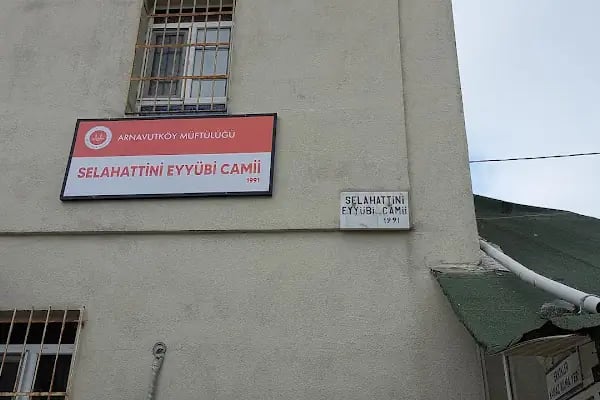 ARNAVUTKÖY MÜFTÜLÜĞÜ
SELAHATTİNİ EYYÜBİ CAMİİ
1991
SELAHATTİNİ
EYYÜBİ CAMİİ
1991